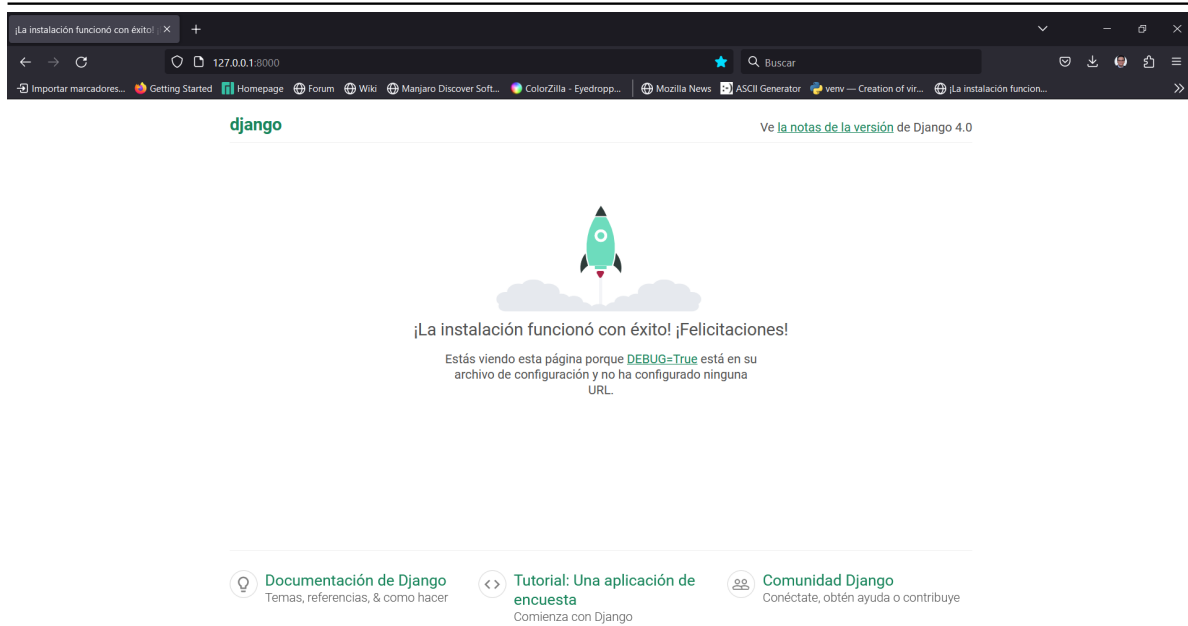 ¡La instalación funcionó con éxito! ¡
127.0.0.1:8000
Buscar
Importar marcadores...
Getting Started
Homepage
Forum
Wiki
Manjaro Discover Soft...
ColorZilla - Eyedropp...
Mozilla News
ASCII Generator
venv — Creation of vir...
¡La instalación funcion...
django
Ve la notas de la versión de Django 4.0
¡La instalación funcionó con éxito! ¡Felicitaciones!
Estás viendo esta página porque DEBUG=True está en su
archivo de configuración y no ha configurado ninguna
URL.
Documentación de Django
Temas, referencias, & como hacer
Tutorial: Una aplicación de
encuesta
Comienza con Django
Comunidad Django
Conéctate, obtén ayuda o contribuye